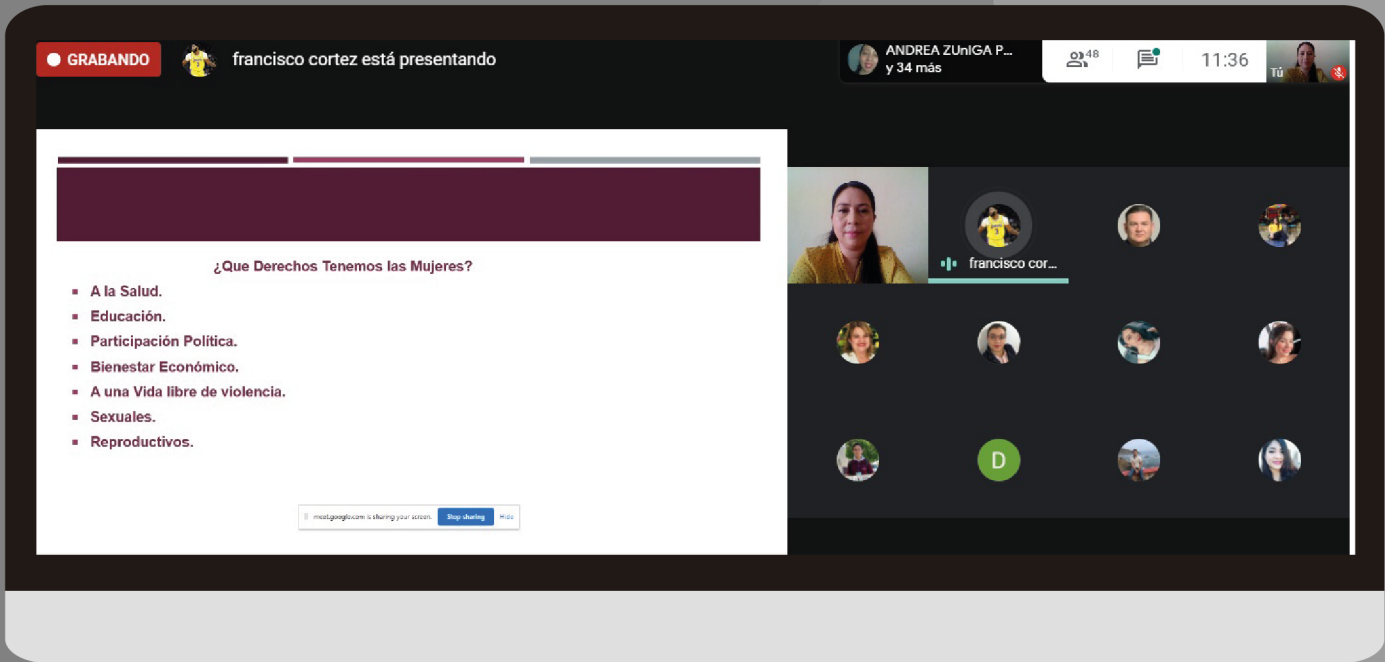 GRABANDO
francisco cortez está presentando
ANDREA ZUnIGA P...
y 34 más
48
11:36
Tú
¿Que Derechos Tenemos las Mujeres?
A la Salud.
Educación.
Participación Política.
Bienestar Económico.
A una Vida libre de violencia.
Sexuales.
Reproductivos.
francisco cor...
D
meet.google.com is sharing your screen. Stop sharing Hide